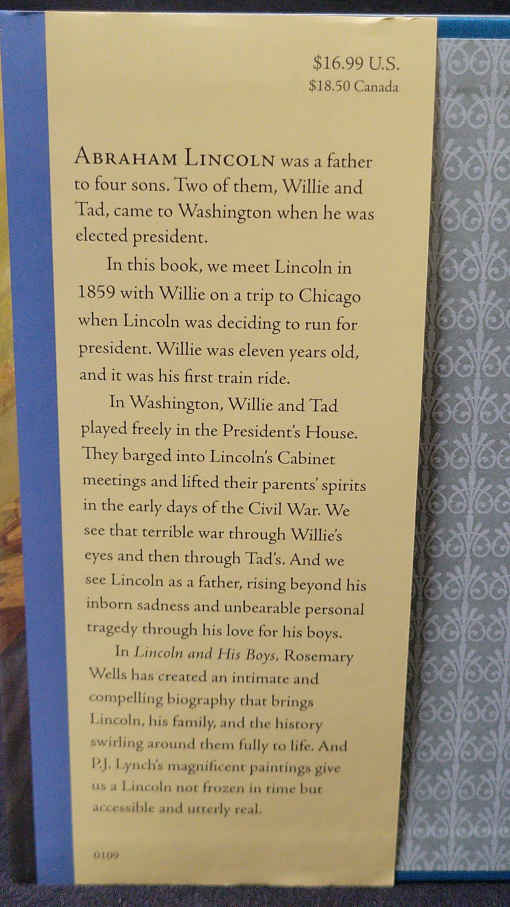 $16.99 U.S.
$18.50 Canada
Abraham Lincoln was a father
to four sons. Two of them, Willie and
Tad, came to Washington when he was
elected president.
In this book, we meet Lincoln in
1859 with Willie on a trip to Chicago
when Lincoln was deciding to run for
president. Willie was eleven years old,
and it was his first train ride.
In Washington, Willie and Tad
played freely in the President's House.
They barged into Lincoln's Cabinet
meetings and lifted their parents' spirits
in the early days of the Civil War. We
see that terrible war through Willie's
eyes and then through Tad's. And we
see Lincoln as a father, rising beyond his
inborn sadness and unbearable personal
tragedy through his love for his boys.
In Lincoln and His Boys, Rosemary
Wells has created an intimate and
compelling biography that brings
Lincoln, his family, and the history
swirling around them fully to life. And
P.J. Lynch's magnificent paintings give
us a Lincoln not frozen in time but
accessible and utterly real.
0109